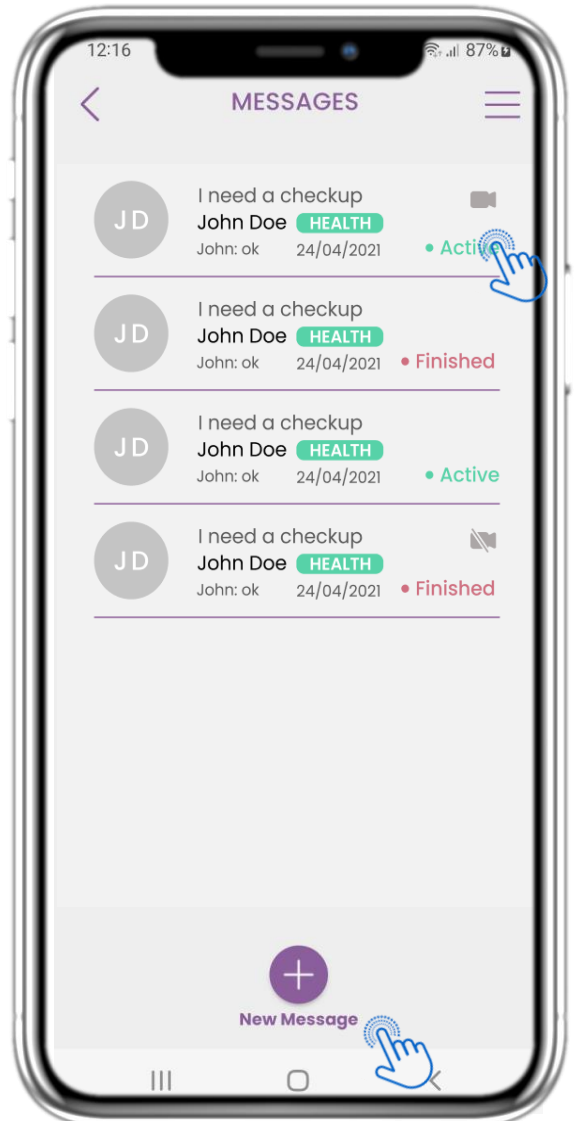 12:16 87%
MESSAGES
JD
I need a checkup
John Doe HEALTH
John: ok 24/04/2021 • Active
JD
I need a checkup
John Doe HEALTH
John: ok 24/04/2021 • Finished
JD
I need a checkup
John Doe HEALTH
John: ok 24/04/2021 • Active
JD
I need a checkup
John Doe HEALTH
John: ok 24/04/2021 • Finished
New Message